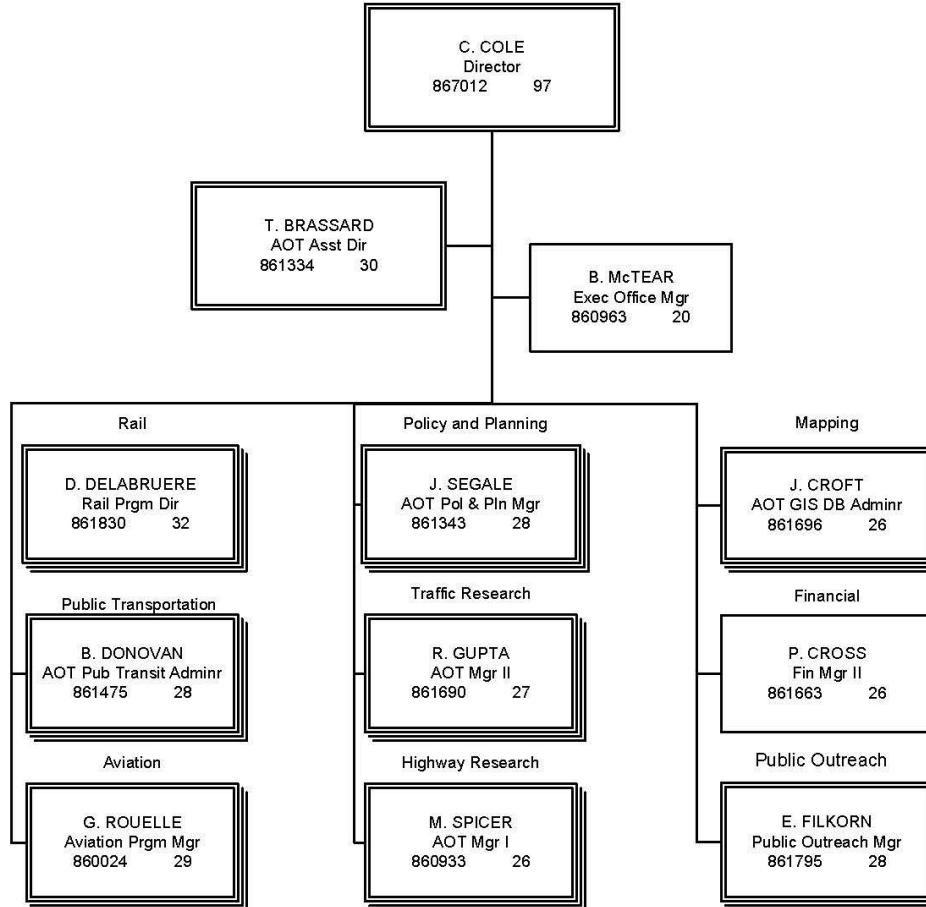 C. COLE
Director
867012 97
T. BRASSARD
AOT Asst Dir
861334 30
B. McTEAR
Exec Office Mgr
860963 20
Rail
D. DELABRUERE
Rail Prgm Dir
861830 32
Public Transportation
B. DONOVAN
AOT Pub Transit Adminr
861475 28
Aviation
G. ROUELLE
Aviation Prgm Mgr
860024 29
Policy and Planning
J. SEGALE
AOT Pol & Pln Mgr
861343 28
Traffic Research
R. GUPTA
AOT Mgr II
861690 27
Highway Research
M. SPICER
AOT Mgr I
860933 26
Mapping
J. CROFT
AOT GIS DB Adminr
861696 26
Financial
P. CROSS
Fin Mgr II
861663 26
Public Outreach
E. FILKORN
Public Outreach Mgr
861795 28